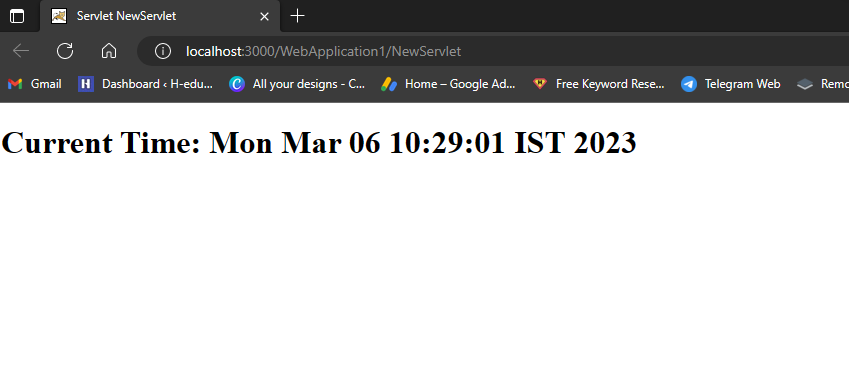 Servlet NewServlet
localhost:3000/WebApplication1/NewServlet
Gmail H Dashboard ‹ H-edu... C All your designs - C... Home – Google Ad... H Free Keyword Rese... Telegram Web Remo
Current Time: Mon Mar 06 10:29:01 IST 2023